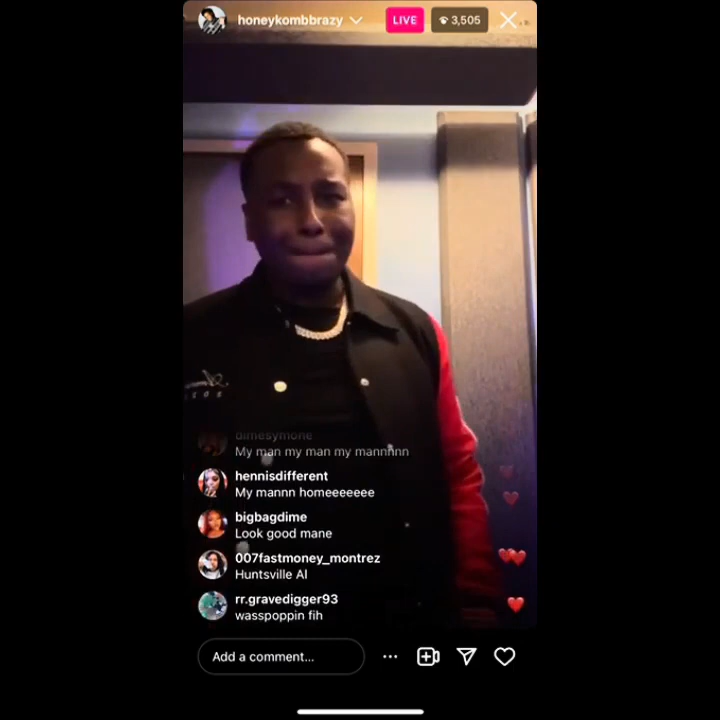 honeykombbrazy
LIVE
3,505
dimesymone
My man my man my mannnnn
hennisdifferent
My mannn homeeeeeee
bigbagdime
Look good mane
007fastmoney_montrez
Huntsville Al
rr.gravedigger93
wasspoppin fih
Add a comment...